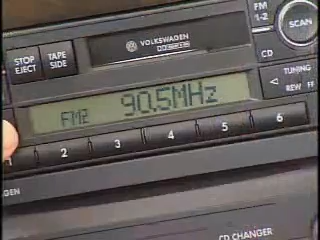 FM
1-2
SCAN
VOLKSWAGEN
STOP
EJECT
TAPE
SIDE
CD
TUNING
REW FF
FM2 90.5MHz
2 3 4 5 6
CD CHANGER